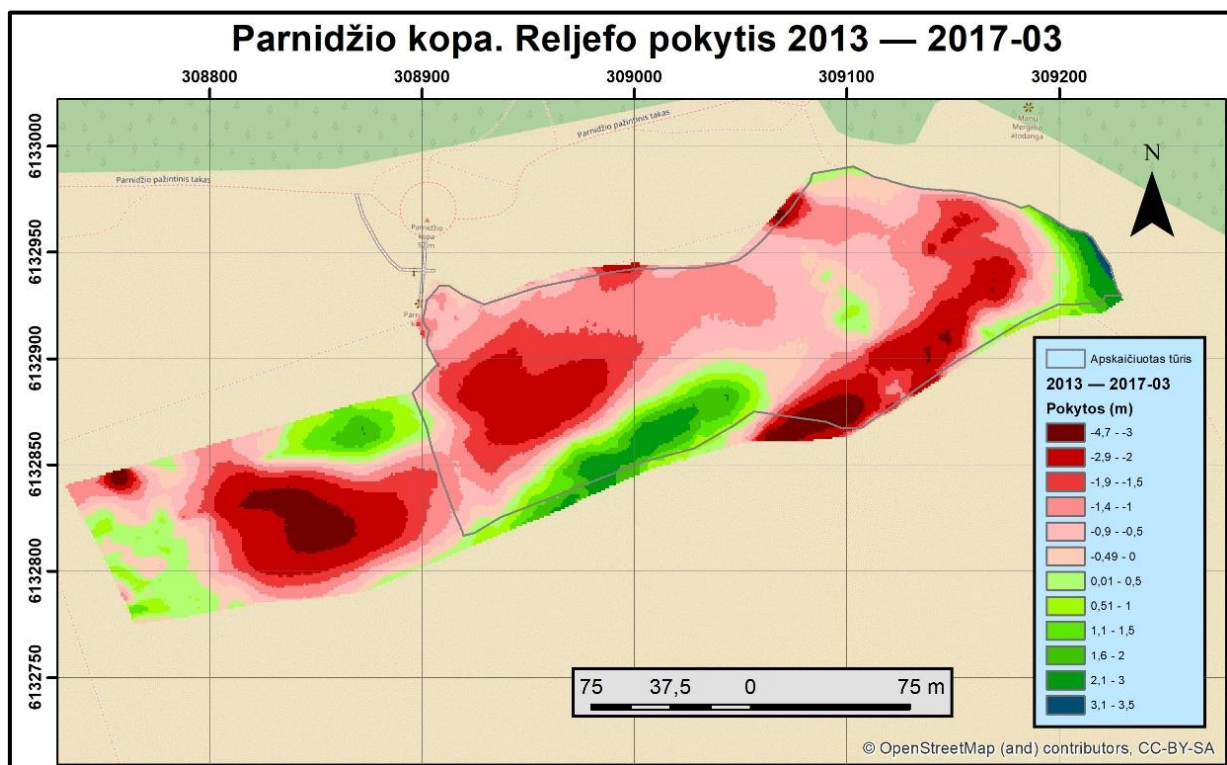 Parnidžio kopa. Reljefo pokytis 2013 — 2017-03
308800 308900 309000 309100 309200
6133000
6132950
6132900
6132850
6132800
6132750
Parnidžio pažintinis takas
Parnidžio pažintinis takas
Mergelio
atodanga
Parnidžio
kopa
N
Apskaičiuotas tūris
2013 — 2017-03
Pokytos (m)
-4,7 - -3
-2,9 - -2
-1,9 - -1,5
-1,4 - -1
-0,9 - -0,5
-0,49 - 0
0,01 - 0,5
0,51 - 1
1,1 - 1,5
1,6 - 2
2,1 - 3
3,1 - 3,5
75 37,5 0 75 m
© OpenStreetMap (and) contributors, CC-BY-SA